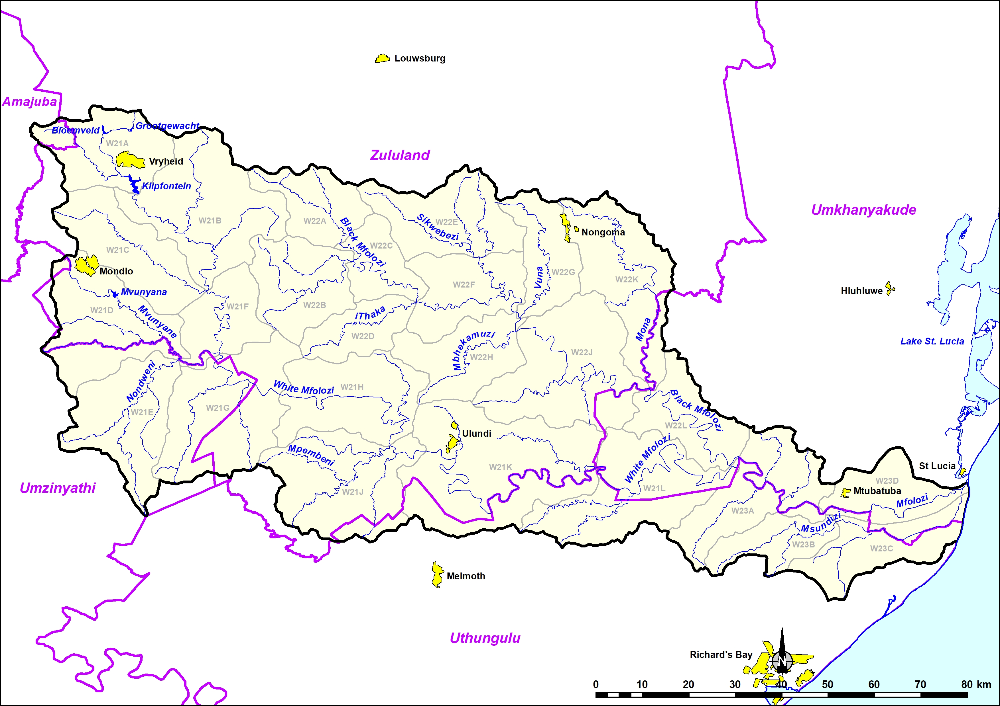 Louwsburg
Amajuba
Bloemveld
Grootgewacht
W21A
Zululand
Vryheid
Klipfontein
Umkhanyakude
W21B
W22A
Black Mfolozi
Sikwebezi
W22E
Nongoma
W21C
W22C
Mondlo
Vuna
W22G
W22K
Mvunyana
W22F
Hluhluwe
W21D
Mvunyane
W21F
W22B
iThaka
Mona
W22D
Mbhekamuzi
Lake St. Lucia
W22H
W22J
Nondweni
White Mfolozi
W21H
W21E
W21G
Black Mfolozi
W22L
Ulundi
Mpembeni
White Mfolozi
W21K
St Lucia
Umzinyathi
W21J
W21L
W23D
Mtubatuba
Mfolozi
W23A
Msundizi
W23B
W23C
Melmoth
Uthungulu
Richard's Bay
N
0 10 20 30 40 50 60 70 80 km